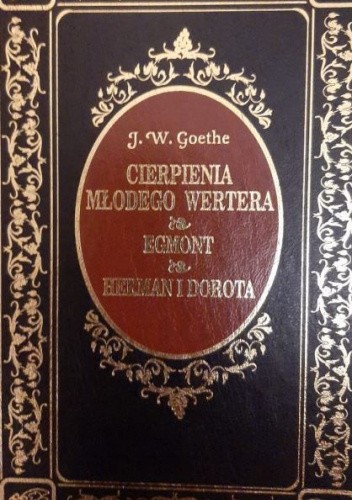 J. W. Goethe
CIERPIENIA
MŁODEGO WERTERA
EGMONT
HERMAN I DOROTA